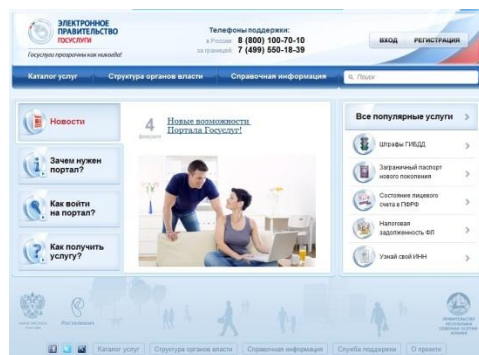 ЭЛЕКТРОННОЕ
ПРАВИТЕЛЬСТВО
ГОСУСЛУГИ
Госуслуги прозрачны как никогда!
Телефоны поддержки:
в России: 8 (800) 100-70-10
за границей: 7 (499) 550-18-39
ВХОД РЕГИСТРАЦИЯ
Каталог услуг Структура органов власти Справочная информация Поиск
Новости
Зачем нужен
портал?
Как войти
на портал?
Как получить
услугу?
4
февраля
Новые возможности
Портала Госуслуг!
Все популярные услуги
Штрафы ГИБДД
Заграничный паспорт
нового поколения
Состояние лицевого
счета в ПФРФ
Налоговая
задолженность ФЛ
Узнай свой ИНН
Ростелеком
Каталог услуг Структура органов власти Справочная информация Служба поддержки О проекте